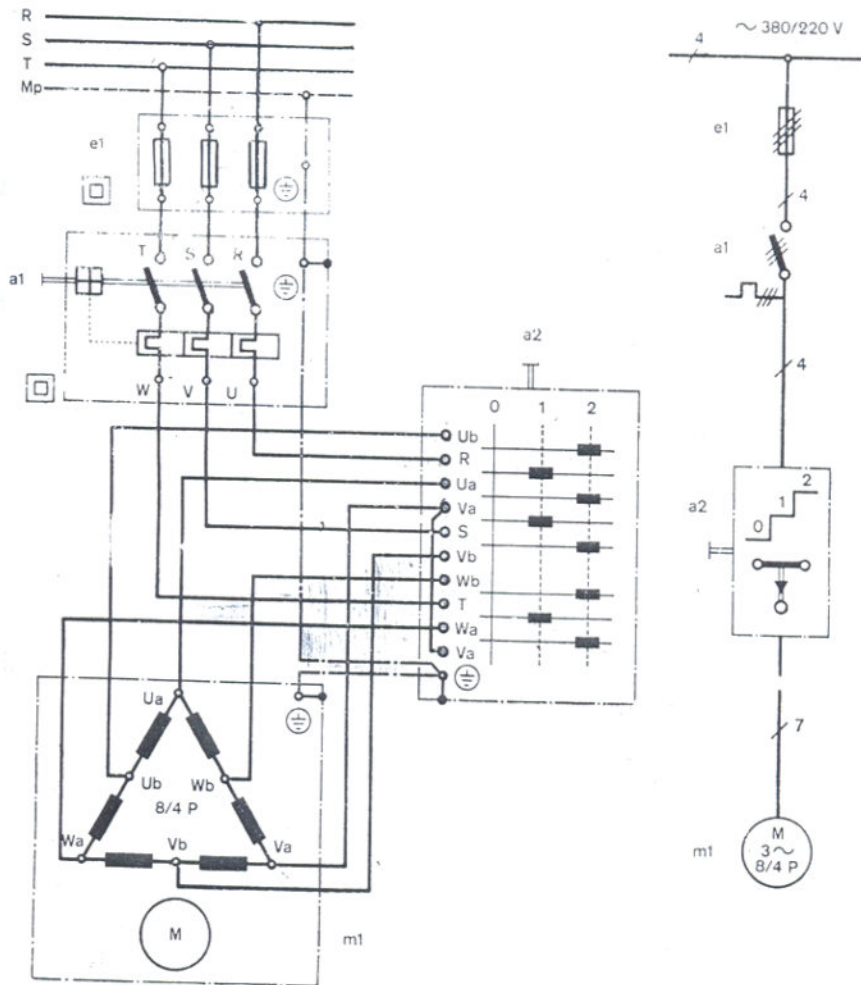 R
S
T
Mp
e1
T S R
a1
W V U
a2
0 1 2
Ub
R
Ua
Va
S
Vb
Wb
T
Wa
Va
Ua
Ub Wb
8/4 P
Wa Vb Va
M
m1
~ 380/220 V
4
e1
4
a1
4
a2
0 1 2
7
m1
M
3~
8/4 P